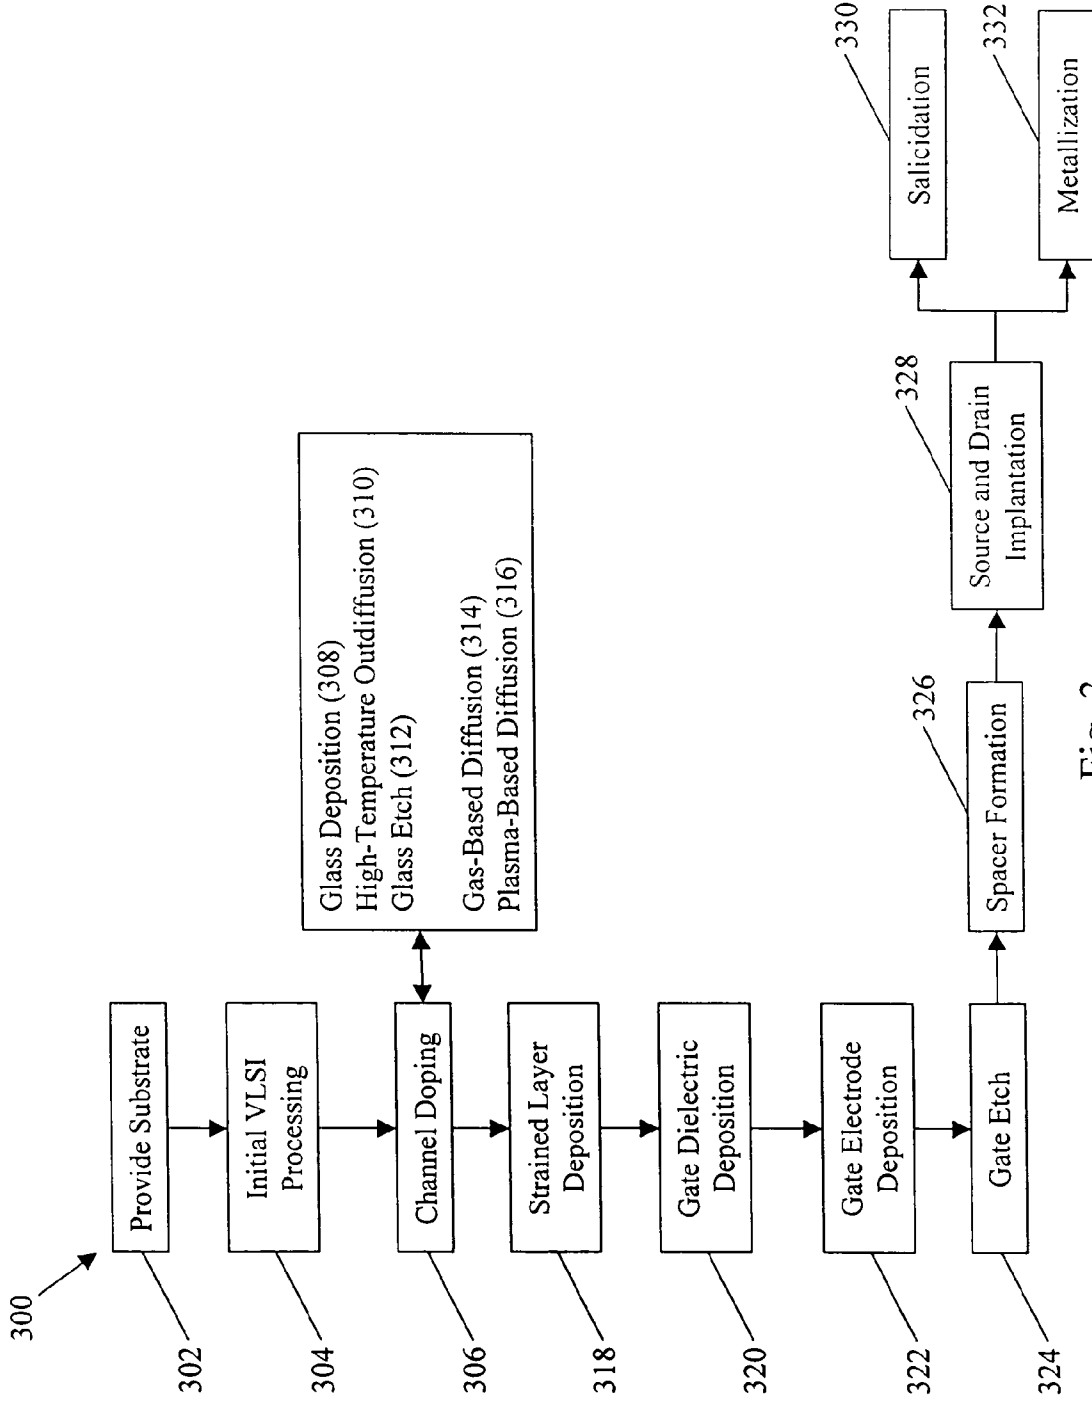 300
Provide Substrate
302
Initial VLSI
Processing
304
Channel Doping
306
Glass Deposition (308)
High-Temperature Outdiffusion (310)
Glass Etch (312)
Gas-Based Diffusion (314)
Plasma-Based Diffusion (316)
Strained Layer
Deposition
318
Gate Dielectric
Deposition
320
Gate Electrode
Deposition
322
Gate Etch
324
Spacer Formation
326
Source and Drain
Implantation
328
Salicidation
330
Metallization
332